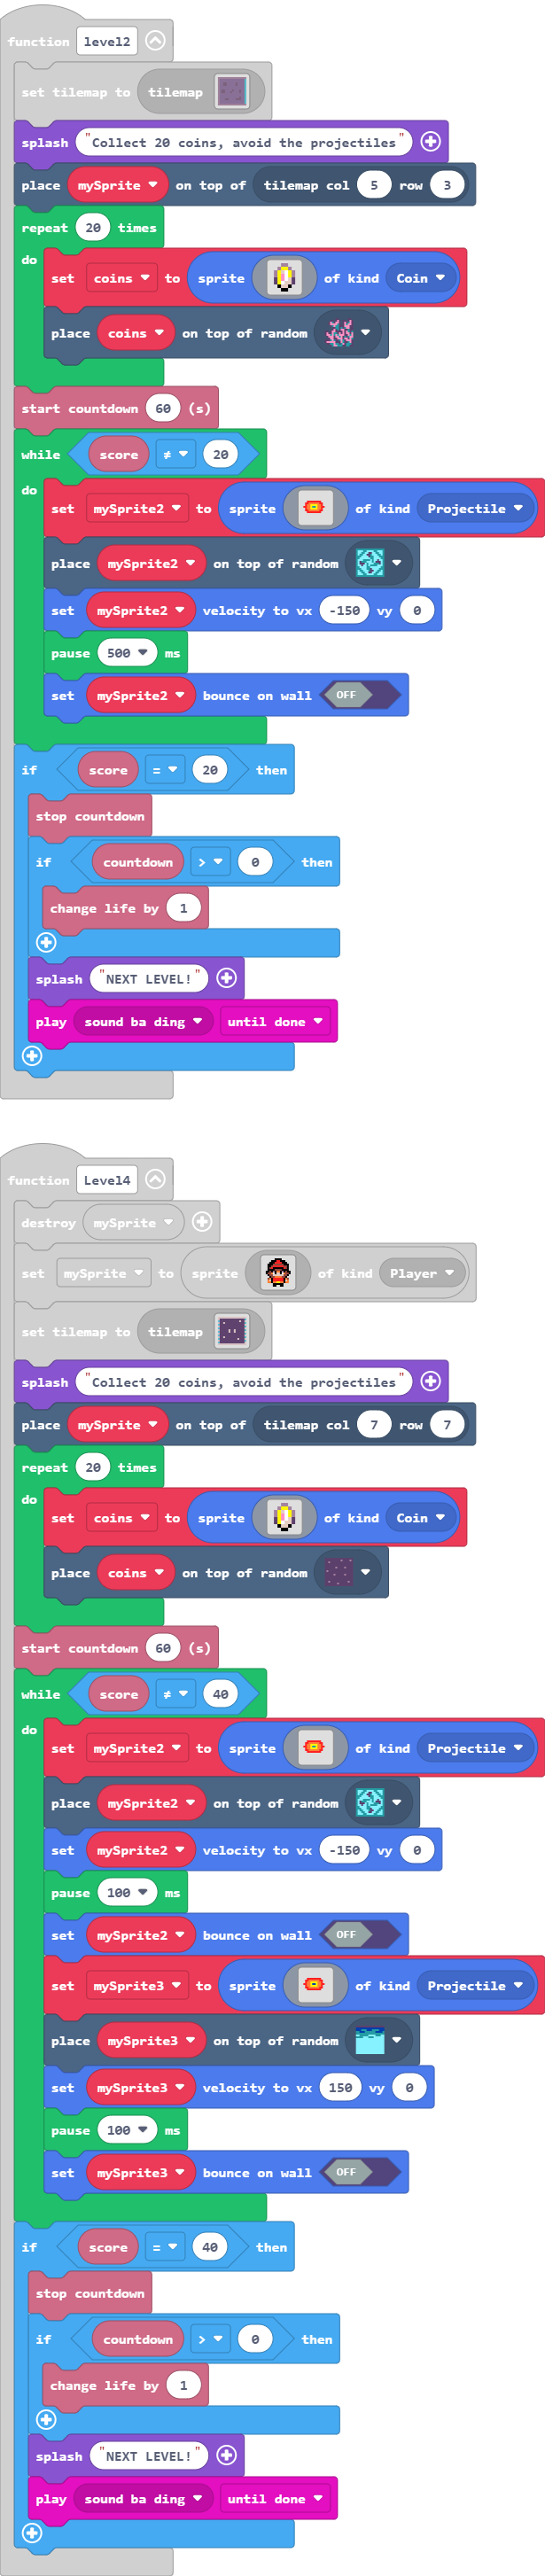 function level2
set tilemap to tilemap
splash "Collect 20 coins, avoid the projectiles"
place mySprite on top of tilemap col 5 row 3
repeat 20 times
do
set coins to sprite of kind Coin
place coins on top of random
start countdown 60 (s)
while score ≠ 20
do
set mySprite2 to sprite of kind Projectile
place mySprite2 on top of random
set mySprite2 velocity to vx -150 vy 0
pause 500 ms
set mySprite2 bounce on wall OFF
if score = 20 then
stop countdown
if countdown > 0 then
change life by 1
splash "NEXT LEVEL!"
play sound ba ding until done
function Level4
destroy mySprite
set mySprite to sprite of kind Player
set tilemap to tilemap
splash "Collect 20 coins, avoid the projectiles"
place mySprite on top of tilemap col 7 row 7
repeat 20 times
do
set coins to sprite of kind Coin
place coins on top of random
start countdown 60 (s)
while score ≠ 40
do
set mySprite2 to sprite of kind Projectile
place mySprite2 on top of random
set mySprite2 velocity to vx -150 vy 0
pause 100 ms
set mySprite2 bounce on wall OFF
set mySprite3 to sprite of kind Projectile
place mySprite3 on top of random
set mySprite3 velocity to vx 150 vy 0
pause 100 ms
set mySprite3 bounce on wall OFF
if score = 40 then
stop countdown
if countdown > 0 then
change life by 1
splash "NEXT LEVEL!"
play sound ba ding until done